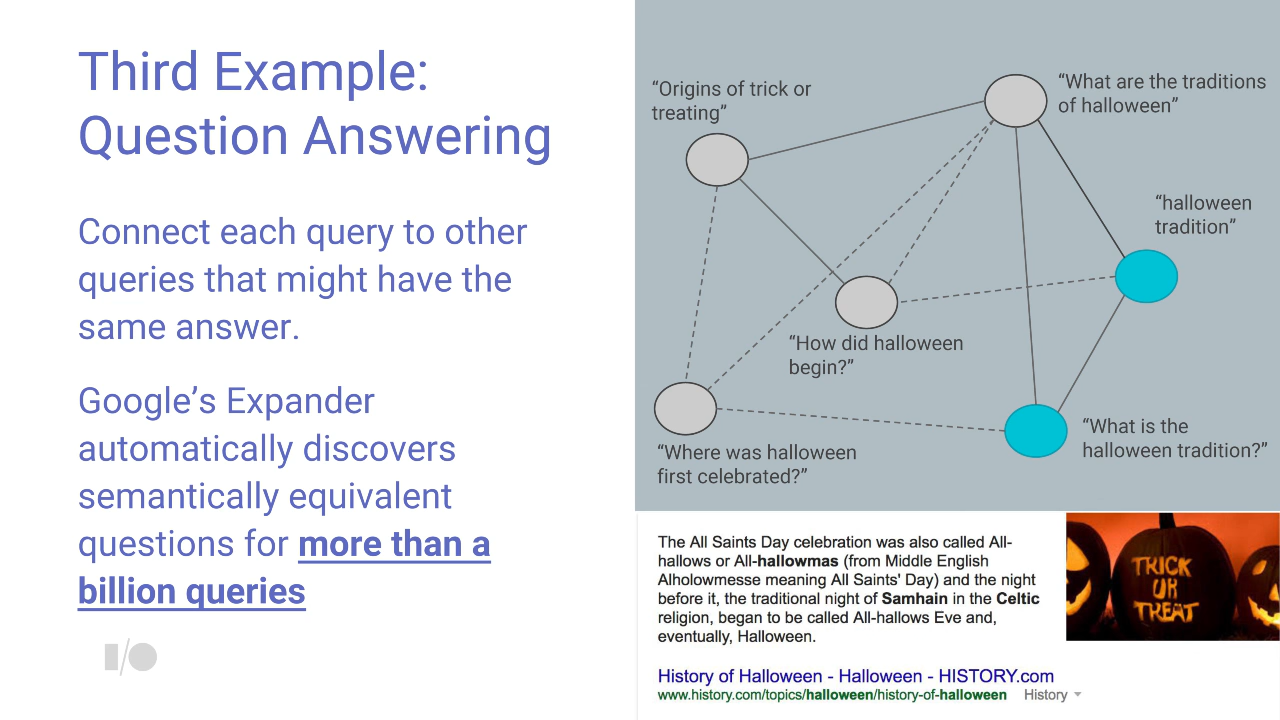 Third Example:
Question Answering
Connect each query to other
queries that might have the
same answer.
Google’s Expander
automatically discovers
semantically equivalent
questions for more than a
billion queries
I/O
“Origins of trick or
treating”
“What are the traditions
of halloween”
“halloween
tradition”
“How did halloween
begin?”
“Where was halloween
first celebrated?”
“What is the
halloween tradition?”
The All Saints Day celebration was also called All-
hallows or All-hallowmas (from Middle English
Alholowmesse meaning All Saints' Day) and the night
before it, the traditional night of Samhain in the Celtic
religion, began to be called All-hallows Eve and,
eventually, Halloween.
TRICK
OR
TREAT
History of Halloween - Halloween - HISTORY.com
www.history.com/topics/halloween/history-of-halloween History